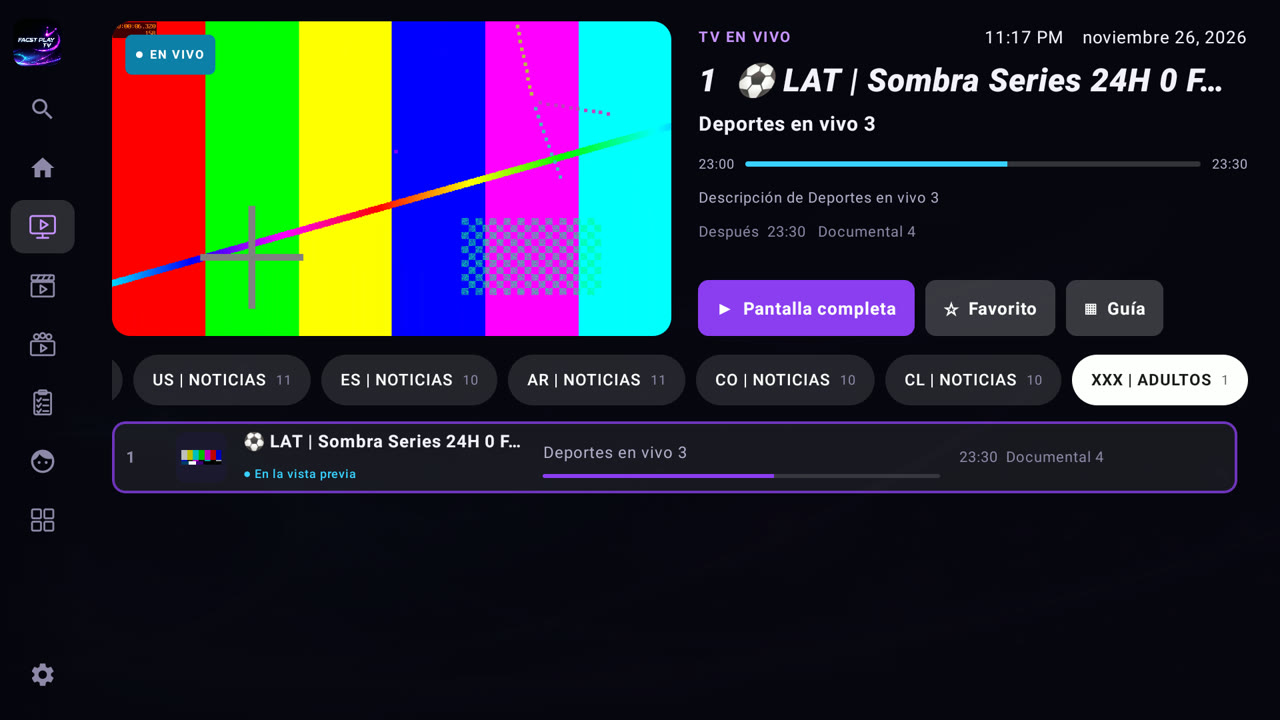 FACST PLAY
TV
EN VIVO
TV EN VIVO
11:17 PM noviembre 26, 2026
1 ⚽ LAT | Sombra Series 24H 0 F...
Deportes en vivo 3
23:00 23:30
Descripción de Deportes en vivo 3
Después 23:30 Documental 4
► Pantalla completa
☆ Favorito
▦ Guía
US | NOTICIAS 11
ES | NOTICIAS 10
AR | NOTICIAS 11
CO | NOTICIAS 10
CL | NOTICIAS 10
XXX | ADULTOS 1
1
⚽ LAT | Sombra Series 24H 0 F...
En la vista previa
Deportes en vivo 3
23:30 Documental 4